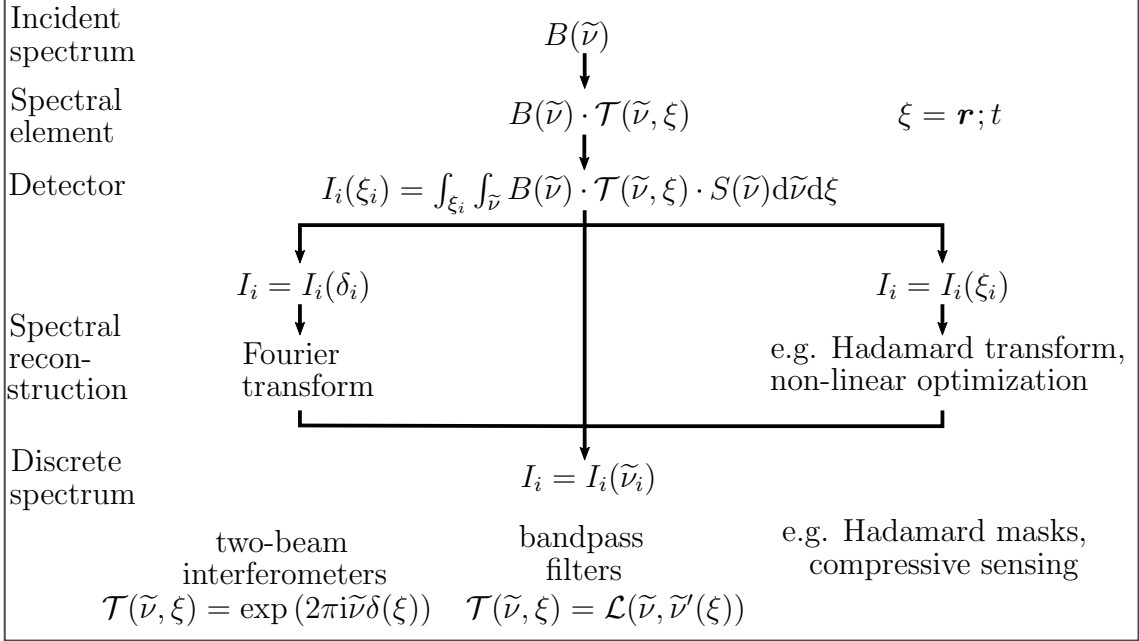 Incident
spectrum
B(ν̃)
Spectral
element
B(ν̃) · 𝒯(ν̃, ξ)
ξ = r; t
Detector
I_i(ξ_i) = ∫_{ξ_i} ∫_{ν̃} B(ν̃) · 𝒯(ν̃, ξ) · S(ν̃)dν̃dξ
I_i = I_i(δ_i)
I_i = I_i(ξ_i)
Spectral
recon-
struction
Fourier
transform
e.g. Hadamard transform,
non-linear optimization
Discrete
spectrum
I_i = I_i(ν̃_i)
two-beam
interferometers
𝒯(ν̃, ξ) = exp (2πiν̃δ(ξ))
bandpass
filters
𝒯(ν̃, ξ) = ℒ(ν̃, ν̃′(ξ))
e.g. Hadamard masks,
compressive sensing